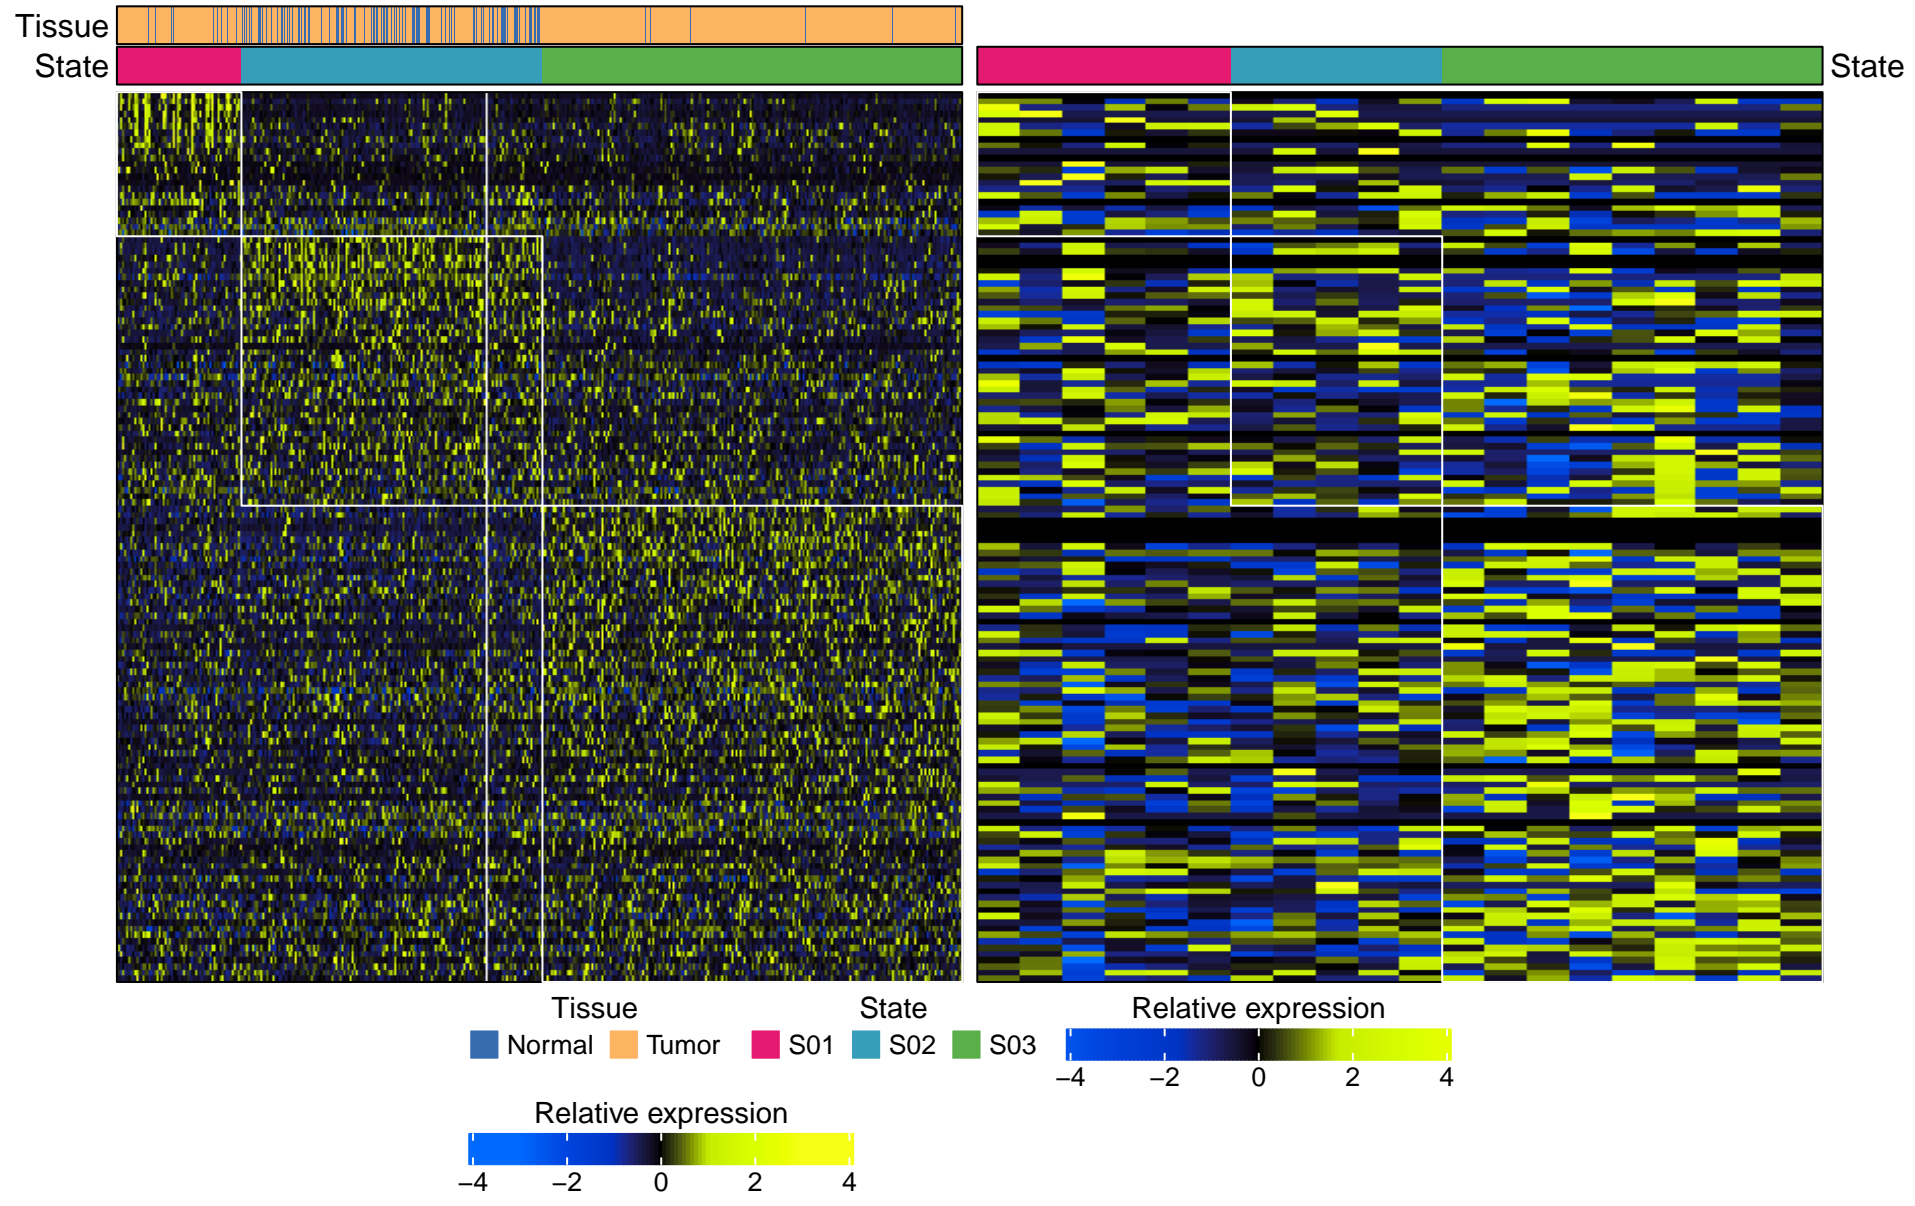 Tissue
State
State
Tissue
Normal Tumor
State
S01 S02 S03
Relative expression
−4 −2 0 2 4
Relative expression
−4 −2 0 2 4